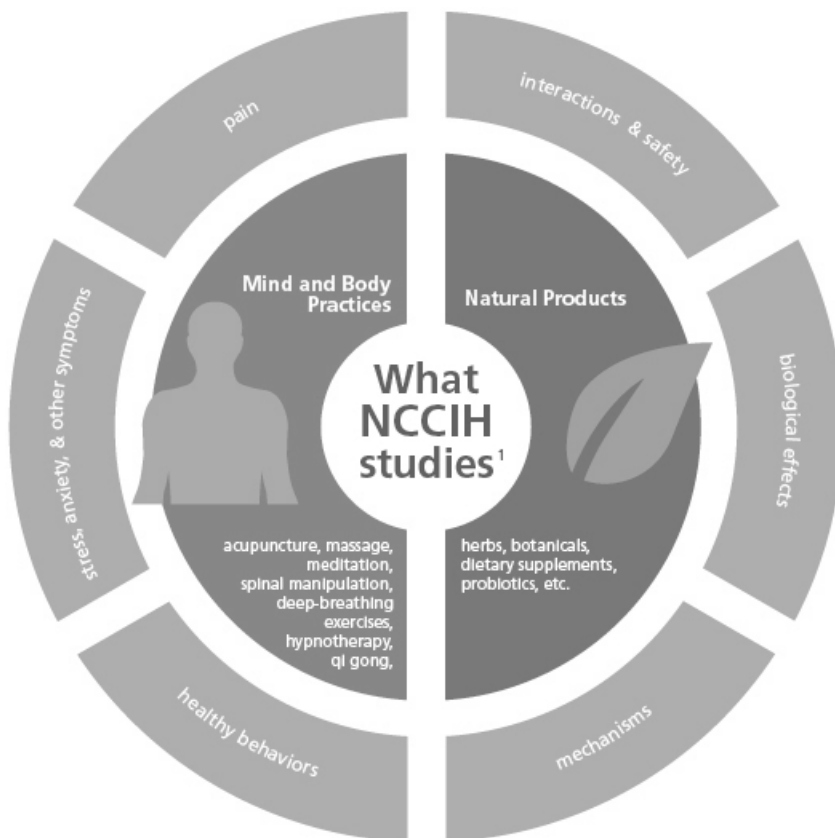 pain
interactions & safety
stress, anxiety, & other symptoms
biological effects
healthy behaviors
mechanisms
Mind and Body
Practices
Natural Products
What
NCCIH
studies¹
acupuncture, massage,
meditation,
spinal manipulation,
deep-breathing
exercises,
hypnotherapy,
qi gong,
herbs, botanicals,
dietary supplements,
probiotics, etc.